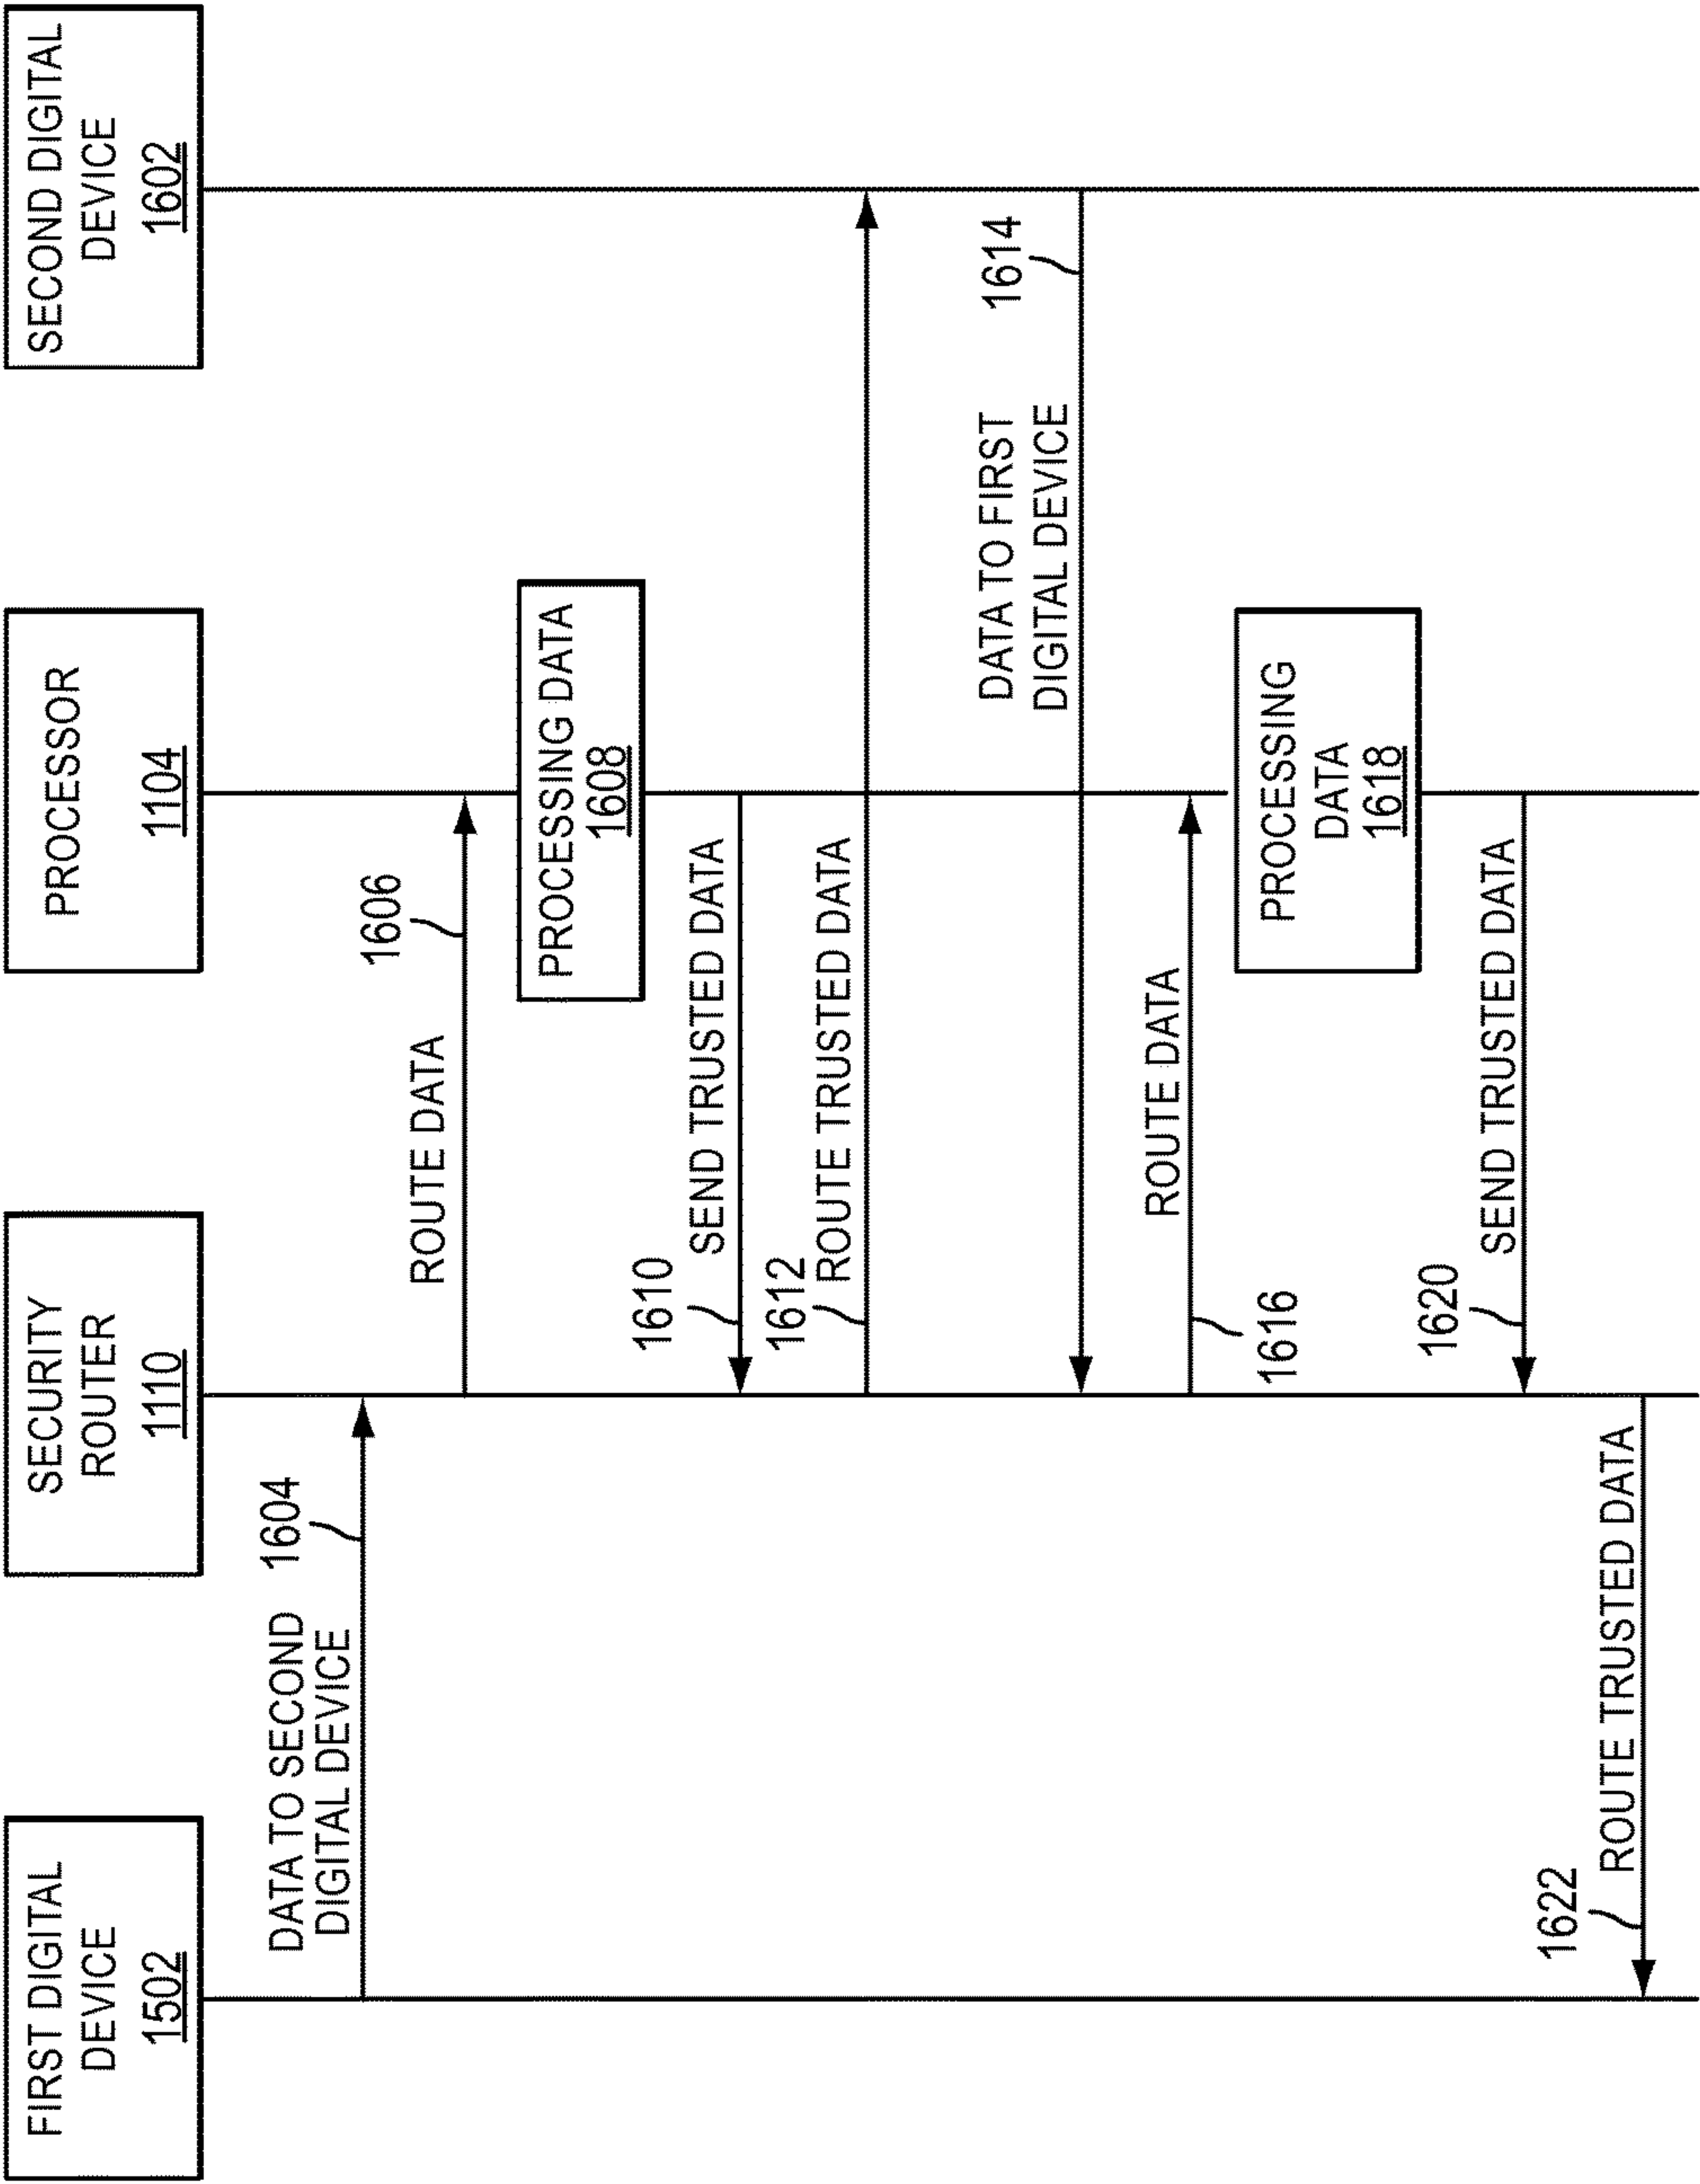 FIRST DIGITAL
DEVICE
1502
SECURITY
ROUTER
1110
PROCESSOR
1104
SECOND DIGITAL
DEVICE
1602
DATA TO SECOND
DIGITAL DEVICE
1604
ROUTE DATA
1606
PROCESSING DATA
1608
1610
SEND TRUSTED DATA
1612
ROUTE TRUSTED DATA
DATA TO FIRST
DIGITAL DEVICE
1614
ROUTE DATA
1616
PROCESSING
DATA
1618
1620
SEND TRUSTED DATA
1622
ROUTE TRUSTED DATA